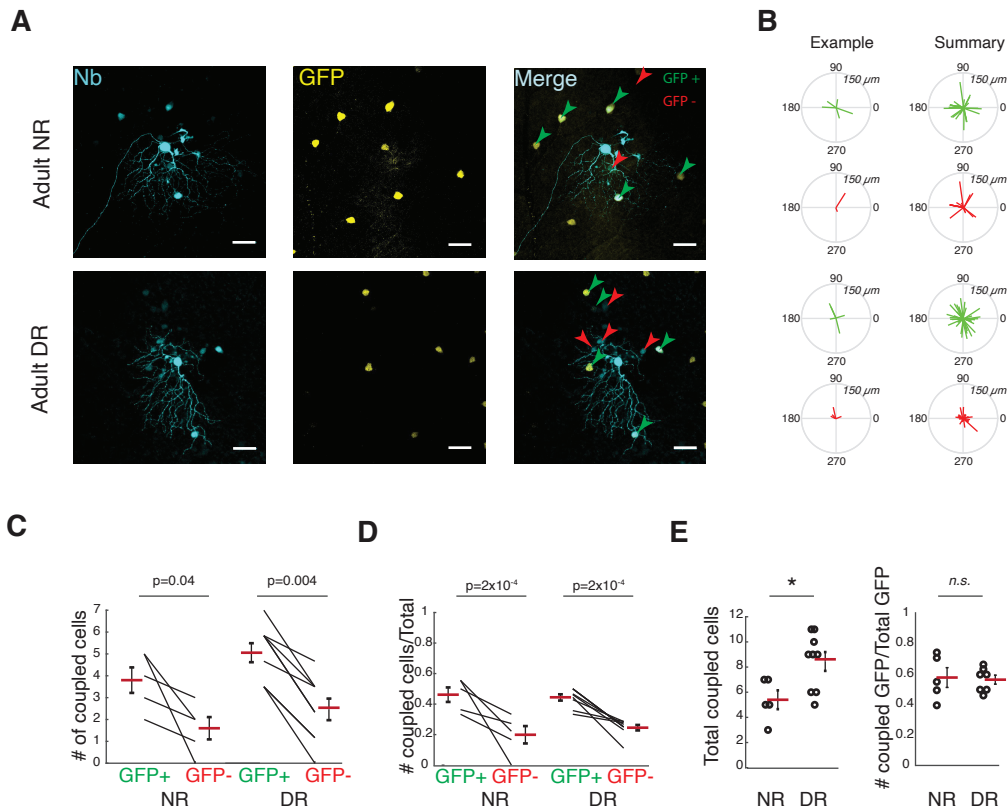 A
Nb
GFP
Merge
GFP +
GFP -
Adult NR
Adult DR
B
Example
Summary
90
150 µm
180
0
270
90
150 µm
180
0
270
90
150 µm
180
0
270
90
150 µm
180
0
270
90
150 µm
180
0
270
90
150 µm
180
0
270
90
150 µm
180
0
270
90
150 µm
180
0
270
C
p=0.04
p=0.004
# of coupled cells
7
6
5
4
3
2
1
0
GFP+ GFP- GFP+ GFP-
NR DR
D
p=2x10-4
p=2x10-4
# coupled cells/Total
1
0.8
0.6
0.4
0.2
0
GFP+ GFP- GFP+ GFP-
NR DR
E
*
Total coupled cells
12
10
8
6
4
2
0
NR DR
n.s.
# coupled GFP/Total GFP
1
0.8
0.6
0.4
0.2
0
NR DR